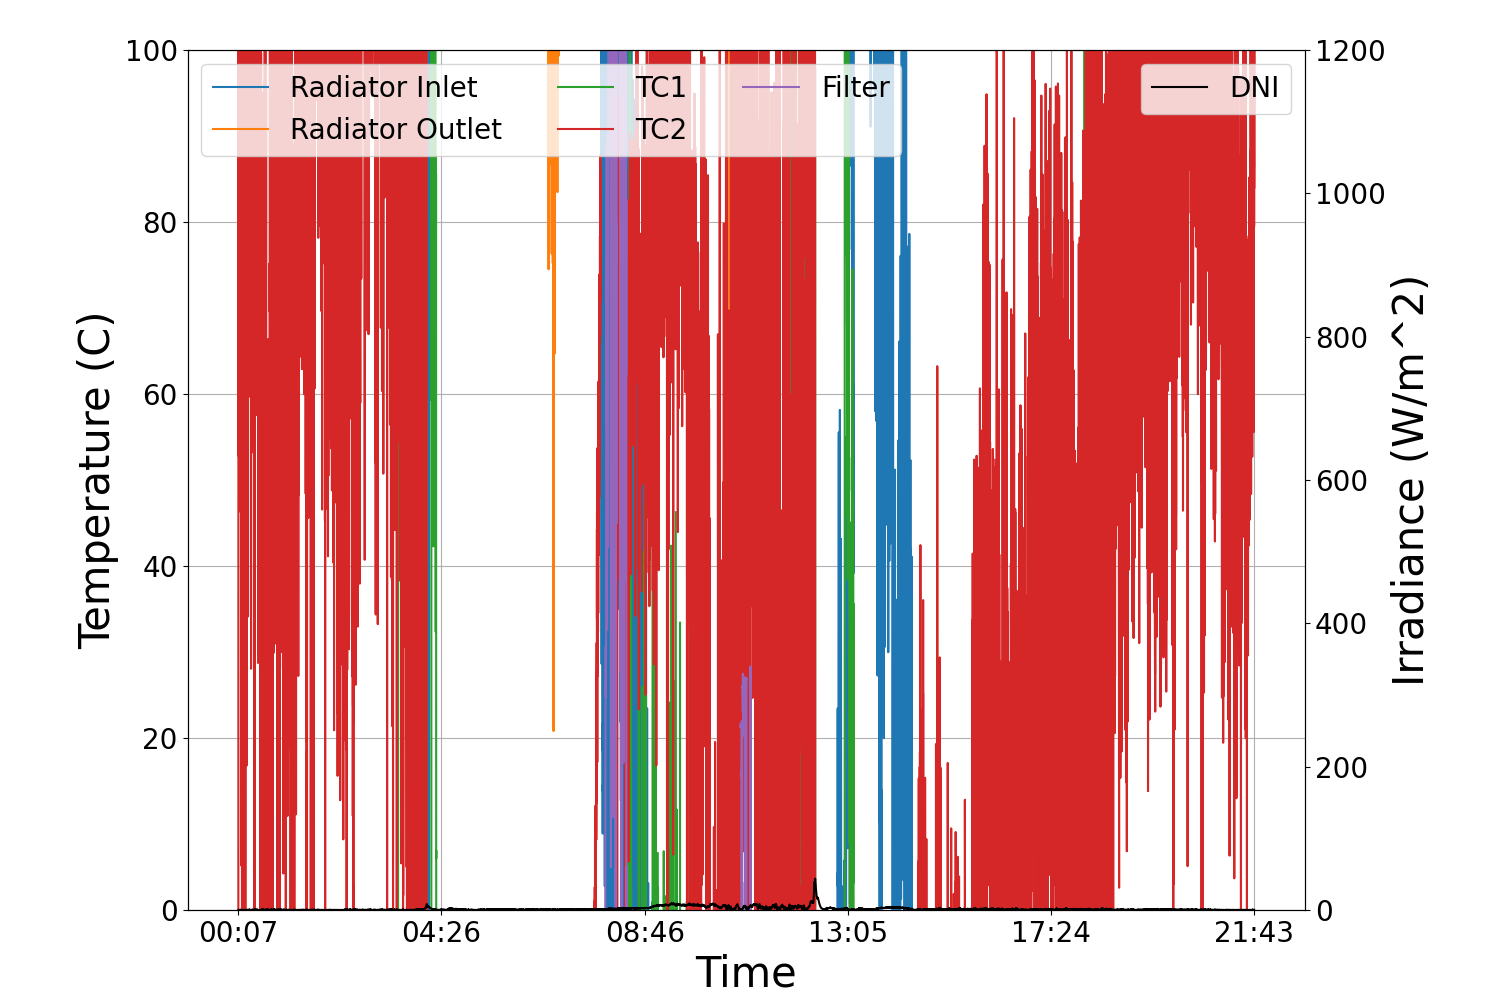 100
80
60
40
20
0
Temperature (C)
Radiator Inlet
Radiator Outlet
TC1
TC2
Filter
DNI
1200
1000
800
600
400
200
0
Irradiance (W/m^2)
00:07 04:26 08:46 13:05 17:24 21:43
Time